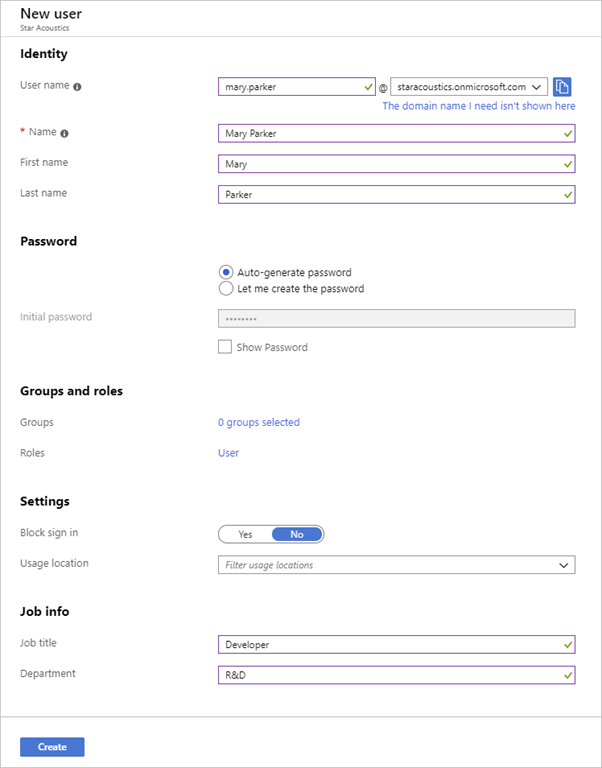 New user
Star Acoustics
Identity
User name mary.parker @ staracoustics.onmicrosoft.com
The domain name I need isn't shown here
* Name Mary Parker
First name Mary
Last name Parker
Password
Auto-generate password
Let me create the password
Initial password ••••••••
Show Password
Groups and roles
Groups 0 groups selected
Roles User
Settings
Block sign in Yes No
Usage location Filter usage locations
Job info
Job title Developer
Department R&D
Create